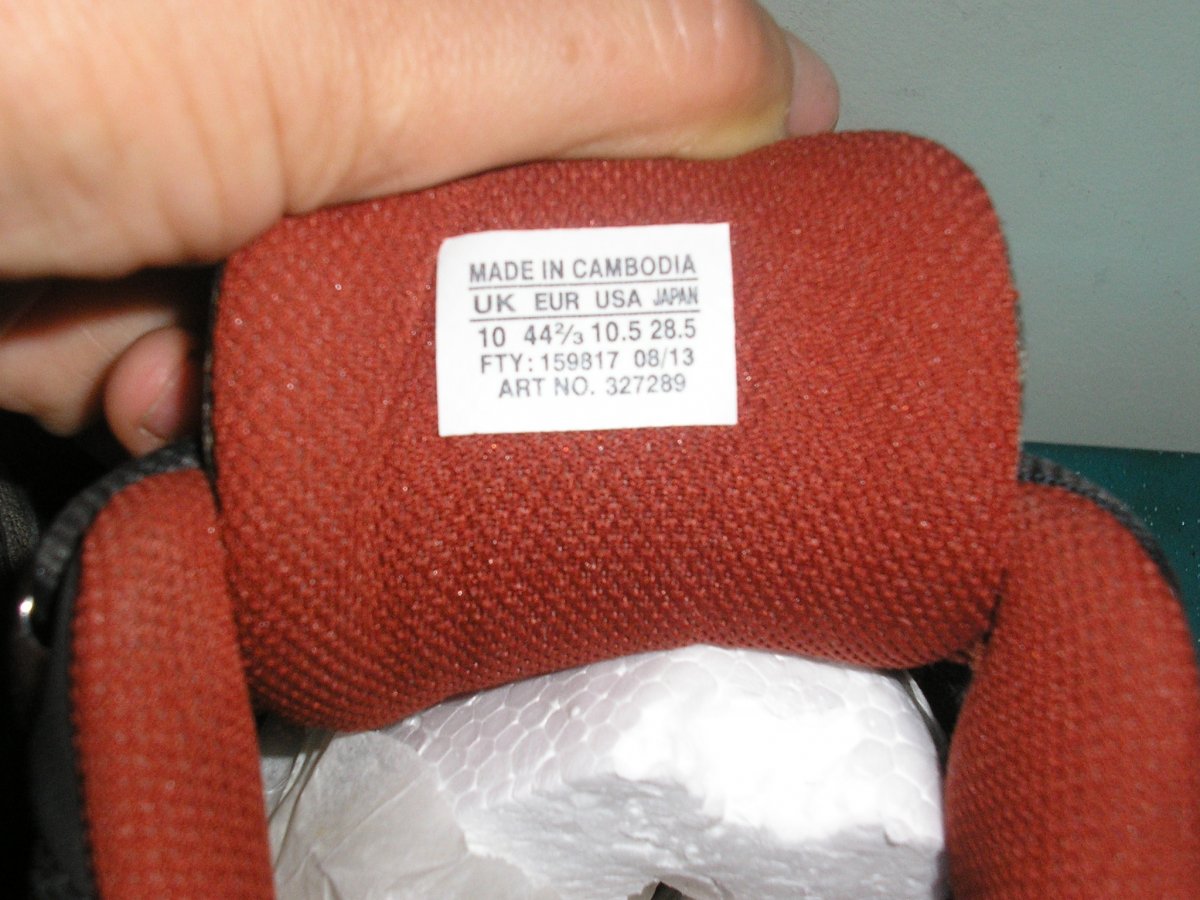 MADE IN CAMBODIA
UK EUR USA JAPAN
10 44⅔ 10.5 28.5
FTY: 159817 08/13
ART NO. 327289